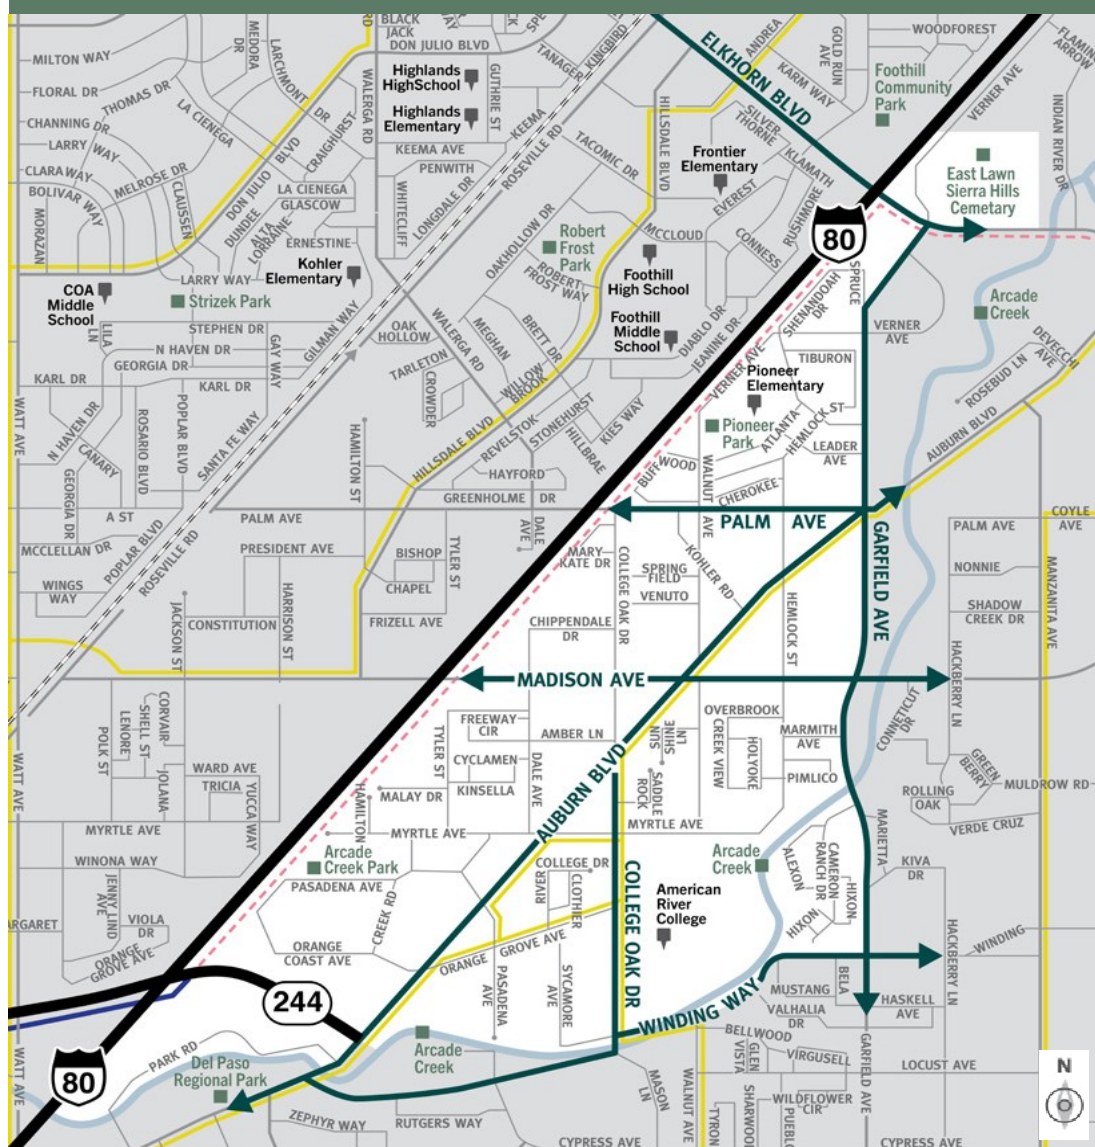 BLACK
JACK
DON JULIO BLVD
MEDORA
DR
LARCHMONT
DR
MILTON WAY
FLORAL DR
THOMAS DR
CHANNING DR
LA CIENEGA
LARRY WAY
CLARA WAY
BOLIVAR WAY
MELROSE DR
CLAUSSEN
MORAZAN
DON JULIO BLVD
CRAIGHURST
WALERGA RD
LA CIENEGA
GLASCOW
DUNDEE
ALTA
LORAINE
ERNESTINE
LARRY WAY
Highlands
HighSchool
Highlands
Elementary
GUTHRIE ST
KEEMA
KEEMA AVE
PENWITH
WHITECLIFF
LONGDALE DR
ROSEVILLE RD
TANAGER
KINGBIRD
TACOMIC DR
HILLSDALE BLVD
ANDREA
KARM WAY
GOLD RUN
AVE
WOODFOREST
VERNER AVE
FLAMING
ARROW
INDIAN RIVER DR
ELKHORN BLVD
Foothill
Community
Park
SILVER
THORNE
KLAMATH
Frontier
Elementary
EVEREST
RUSHMORE
CONNESS
MCCLOUD
East Lawn
Sierra Hills
Cemetary
80
OAKHOLLOW DR
Robert
Frost
Park
ROBERT
FROST WAY
Foothill
High School
Foothill
Middle
School
DIABLO DR
JEANINE DR
COA
Middle
School
Strizek Park
Kohler
Elementary
LILA
LN
STEPHEN DR
N HAVEN DR
GEORGIA DR
KARL DR
KARL DR
GAY WAY
GILMAN WAY
OAK
HOLLOW
WALERGA RD
MEGHAN
BRETT DR
TARLETON
CROWDER
WILLOW
BROOK
WATT AVE
N HAVEN DR
CANARY
GEORGIA DR
ROSARIO BLVD
POPLAR BLVD
SANTA FE WAY
HAMILTON ST
HILLSDALE BLVD
REVELSTOK
STONEHURST
HILLBRAE
KIES WAY
HAYFORD
GREENHOLME DR
DALE
AVE
A ST
MCCLELLAN DR
POPLAR BLVD
ROSEVILLE RD
WINGS
WAY
PALM AVE
PRESIDENT AVE
BISHOP
CHAPEL
TYLER ST
JACKSON ST
CONSTITUTION
HARRISON ST
FRIZELL AVE
SPRUCE
SHENANDOAH
DR
VERNER
AVE
VERNER AVE
TIBURON
Pioneer
Elementary
Pioneer
Park
ATLANTA
HEMLOCK ST
LEADER
AVE
BUFF WOOD
WALNUT
AVE
CHEROKEE
Arcade
Creek
ROSEBUD LN
DEVECCHI
AVE
AUBURN BLVD
PALM AVE
GARFIELD AVE
PALM AVE
COYLE
AVE
NONNIE
SHADOW
CREEK DR
MANZANITA AVE
HACKBERRY LN
MARY
KATE DR
COLLEGE OAK DR
SPRING
FIELD
VENUTO
KOHLER RD
HEMLOCK ST
CHIPPENDALE
DR
MADISON AVE
CONNECTICUT
DR
GREEN
BERRY
ROLLING
OAK
MULDROW RD
VERDE CRUZ
CORVAIR
SHELL ST
LENORE
POLK ST
JOLANA
WARD AVE
TRICIA
YUCCA WAY
MYRTLE AVE
WATT AVE
WINONA WAY
JENNY LIND
AVE
VIOLA
DR
ORANGE
GROVE AVE
ARGARET
FREEWAY
CIR
TYLER ST
AMBER LN
CYCLAMEN
KINSELLA
DALE AVE
HAMILTON
MALAY DR
MYRTLE AVE
AUBURN BLVD
SUN
SHINE
LN
SADDLE
ROCK
OVERBROOK
CREEK VIEW
HOLYOKE
MARMITH
AVE
PIMLICO
MYRTLE AVE
Arcade
Creek Park
PASADENA AVE
CREEK RD
ORANGE
COAST AVE
COLLEGE DR
RIVER
CLOTHIER
ORANGE GROVE AVE
PASADENA
AVE
SYCAMORE
AVE
COLLEGE OAK DR
American
River
College
Arcade
Creek
ALEXON
CAMERON
RANCH DR
HIXON
HIXON
MARIETTA
KIVA
DR
HACKBERRY LN
WINDING
WINDING WAY
MUSTANG
BELA
VALHALIA
DR
HASKELL
AVE
244
80
WATT AVE
PARK RD
Del Paso
Regional Park
Arcade
Creek
ZEPHYR WAY
RUTGERS WAY
CYPRESS AVE
MASON
LN
WALNUT AVE
TYRON
BELLWOOD
GLEN
VISTA
VIRGUSELL
WILDFLOWER
CIR
GARFIELD AVE
LOCUST AVE
CYPRESS AVE
N